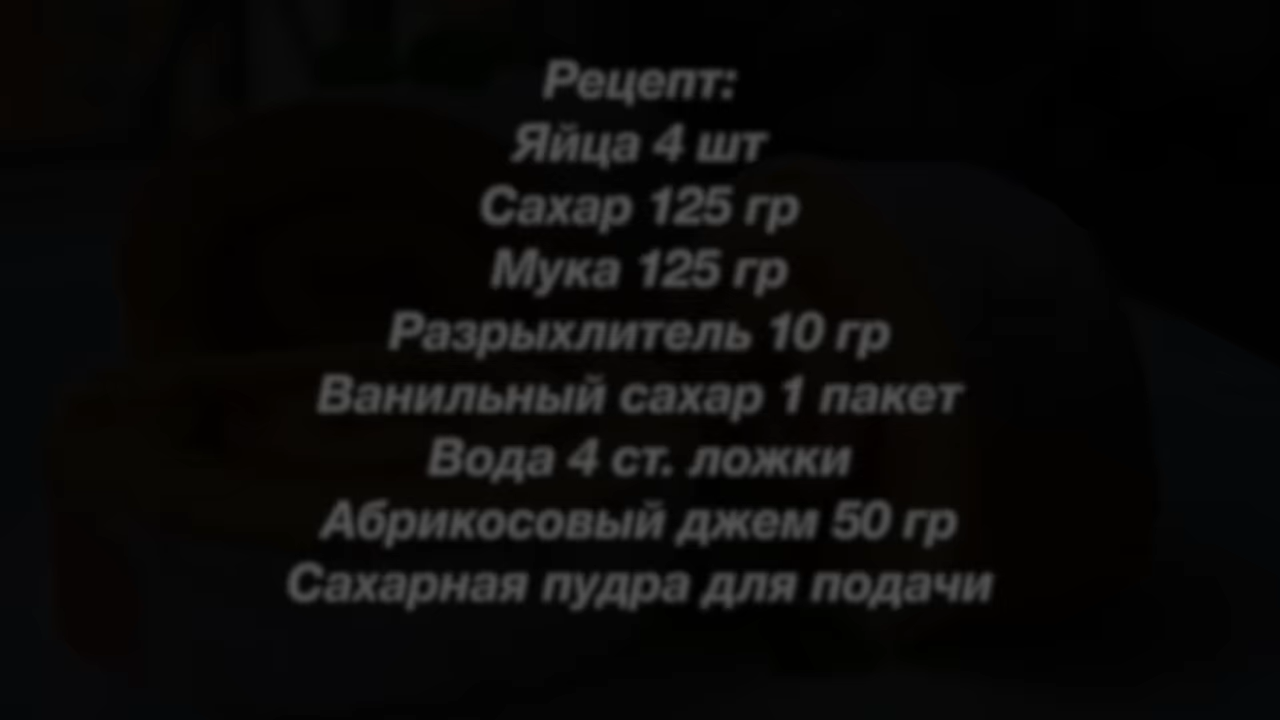 Рецепт:
Яйца 4 шт
Сахар 125 гр
Мука 125 гр
Разрыхлитель 10 гр
Ванильный сахар 1 пакет
Вода 4 ст. ложки
Абрикосовый джем 50 гр
Сахарная пудра для подачи